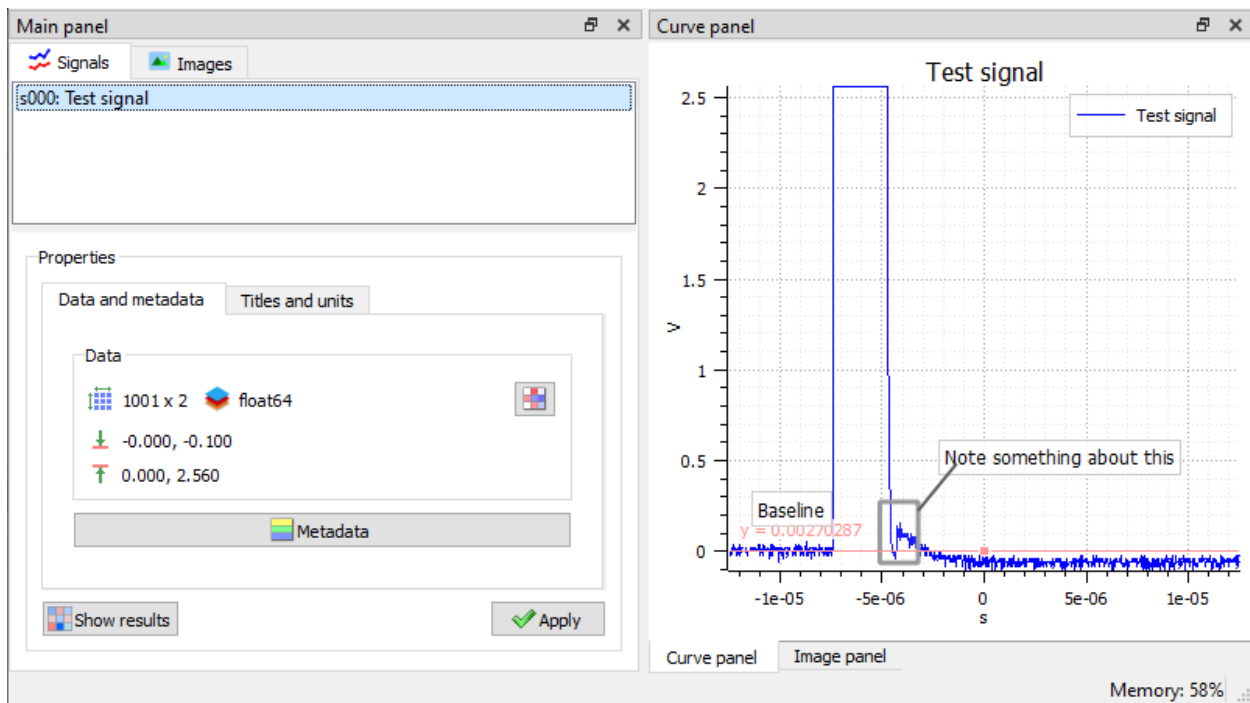 Main panel
Signals
Images
s000: Test signal
Properties
Data and metadata
Titles and units
Data
1001 x 2
float64
-0.000, -0.100
0.000, 2.560
Metadata
Show results
Apply
Curve panel
Test signal
Test signal
2.5
2
1.5
1
0.5
0
V
Note something about this
Baseline
y = 0.00270287
-1e-05
-5e-06
0
5e-06
1e-05
s
Curve panel
Image panel
Memory: 58%